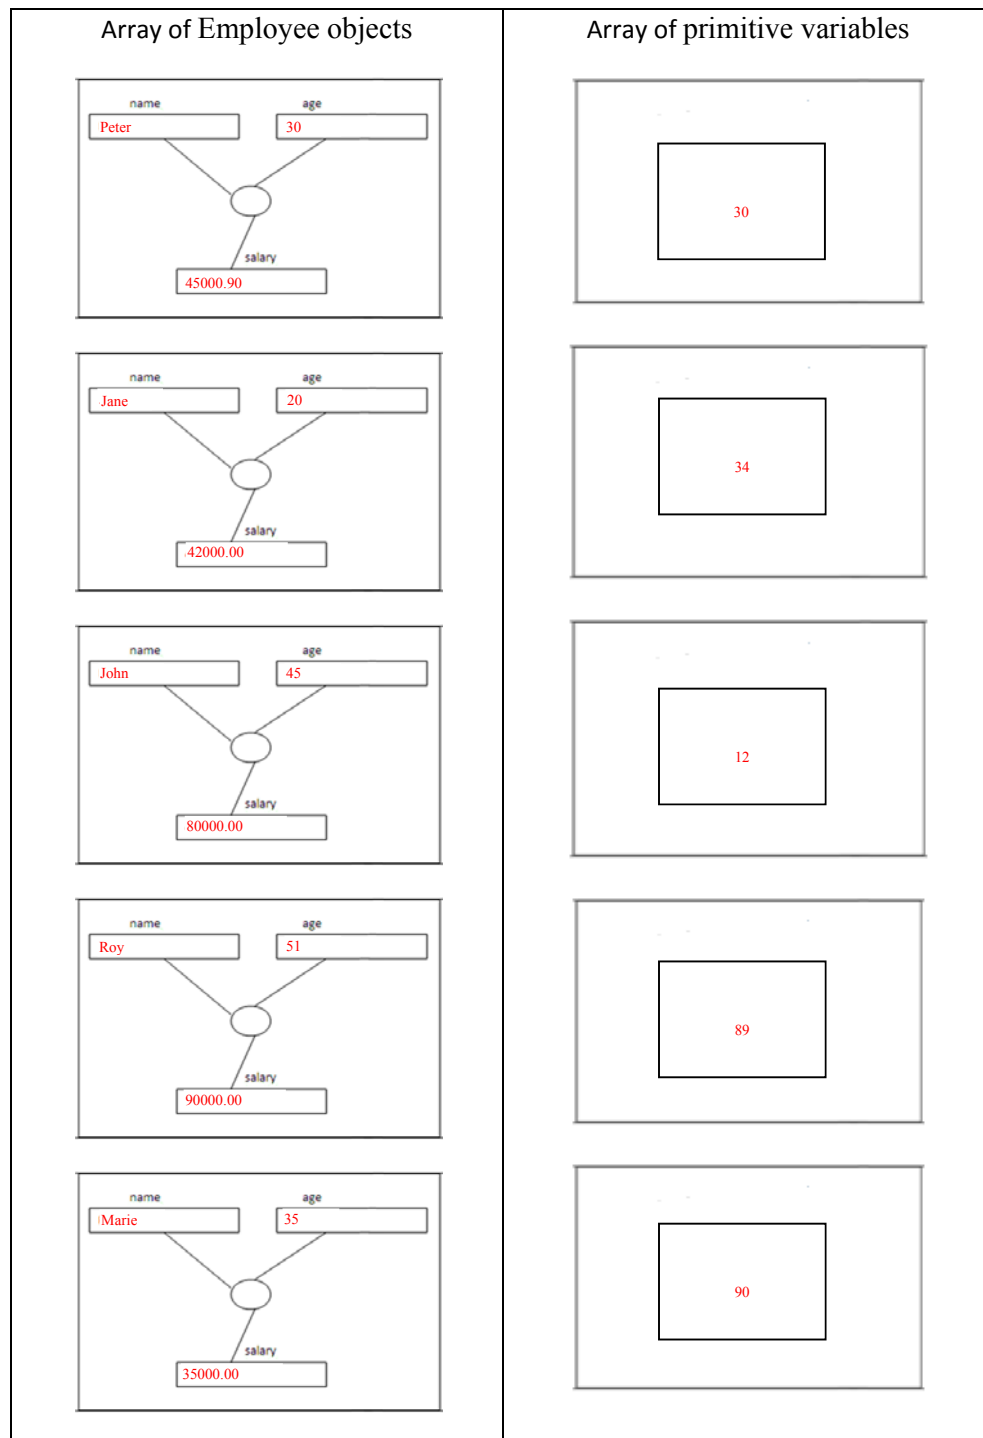 Array of Employee objects
Array of primitive variables
name age
Peter 30
salary
45000.90
30
name age
Jane 20
salary
42000.00
34
name age
John 45
salary
80000.00
12
name age
Roy 51
salary
90000.00
89
name age
Marie 35
salary
35000.00
90